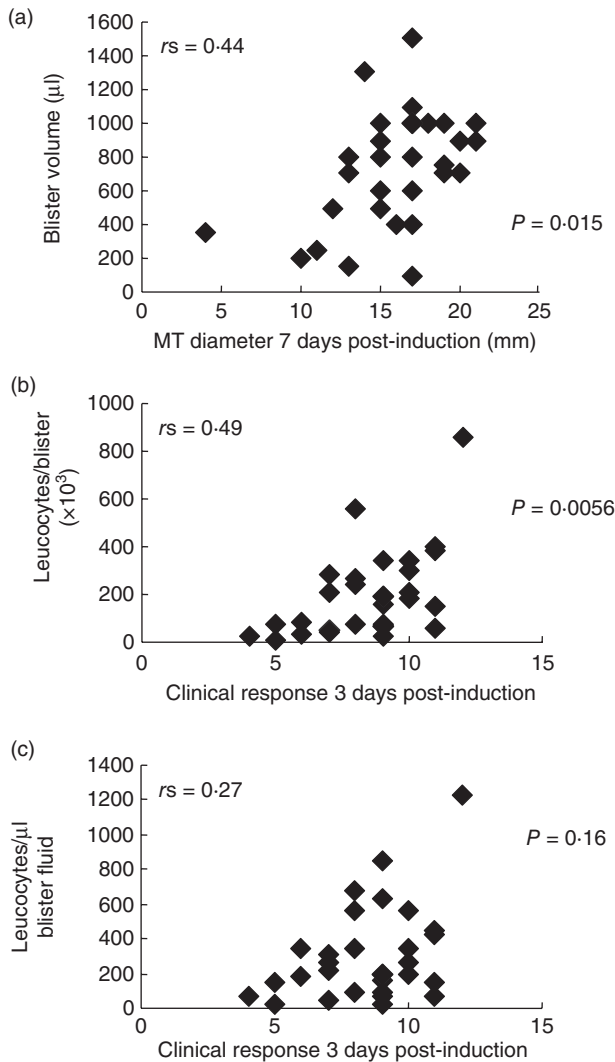 (a)
1600
1400
1200
1000
800
600
400
200
0
Blister volume (µl)
rs = 0·44
P = 0·015
0 5 10 15 20 25
MT diameter 7 days post-induction (mm)
(b)
1000
800
600
400
200
0
Leucocytes/blister
(×10³)
rs = 0·49
P = 0·0056
0 5 10 15
Clinical response 3 days post-induction
(c)
1400
1200
1000
800
600
400
200
0
Leucocytes/µl
blister fluid
rs = 0·27
P = 0·16
0 5 10 15
Clinical response 3 days post-induction